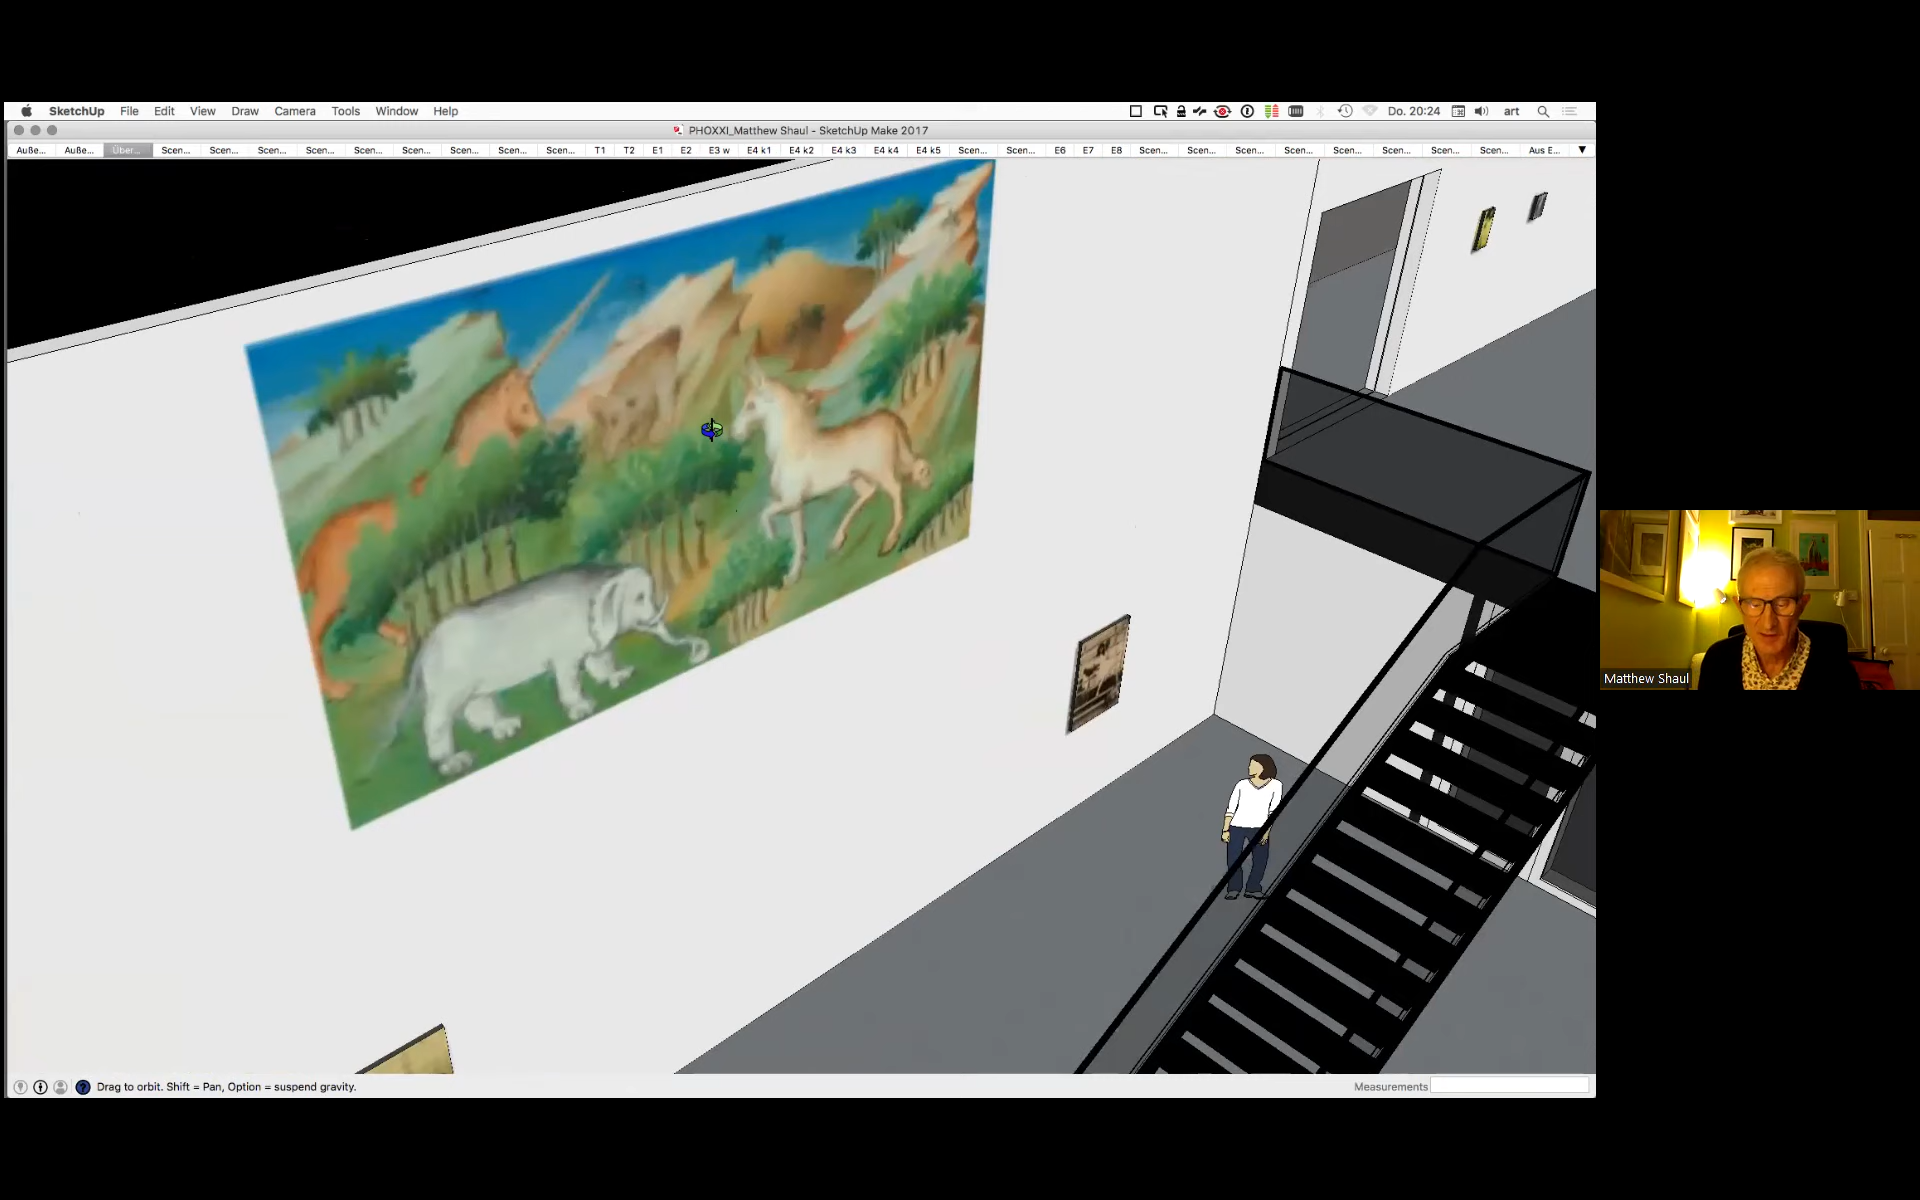 SketchUp File Edit View Draw Camera Tools Window Help Do. 20:24 art
PHOXXI_Matthew Shaul - SketchUp Make 2017
Auße... Auße... Über... Scen... Scen... Scen... Scen... Scen... Scen... Scen... Scen... Scen... T1 T2 E1 E2 E3 w E4 k1 E4 k2 E4 k3 E4 k4 E4 k5 Scen... Scen... E6 E7 E8 Scen... Scen... Scen... Scen... Scen... Scen... Scen... Scen... Aus E...
Matthew Shaul
Drag to orbit. Shift = Pan, Option = suspend gravity. Measurements